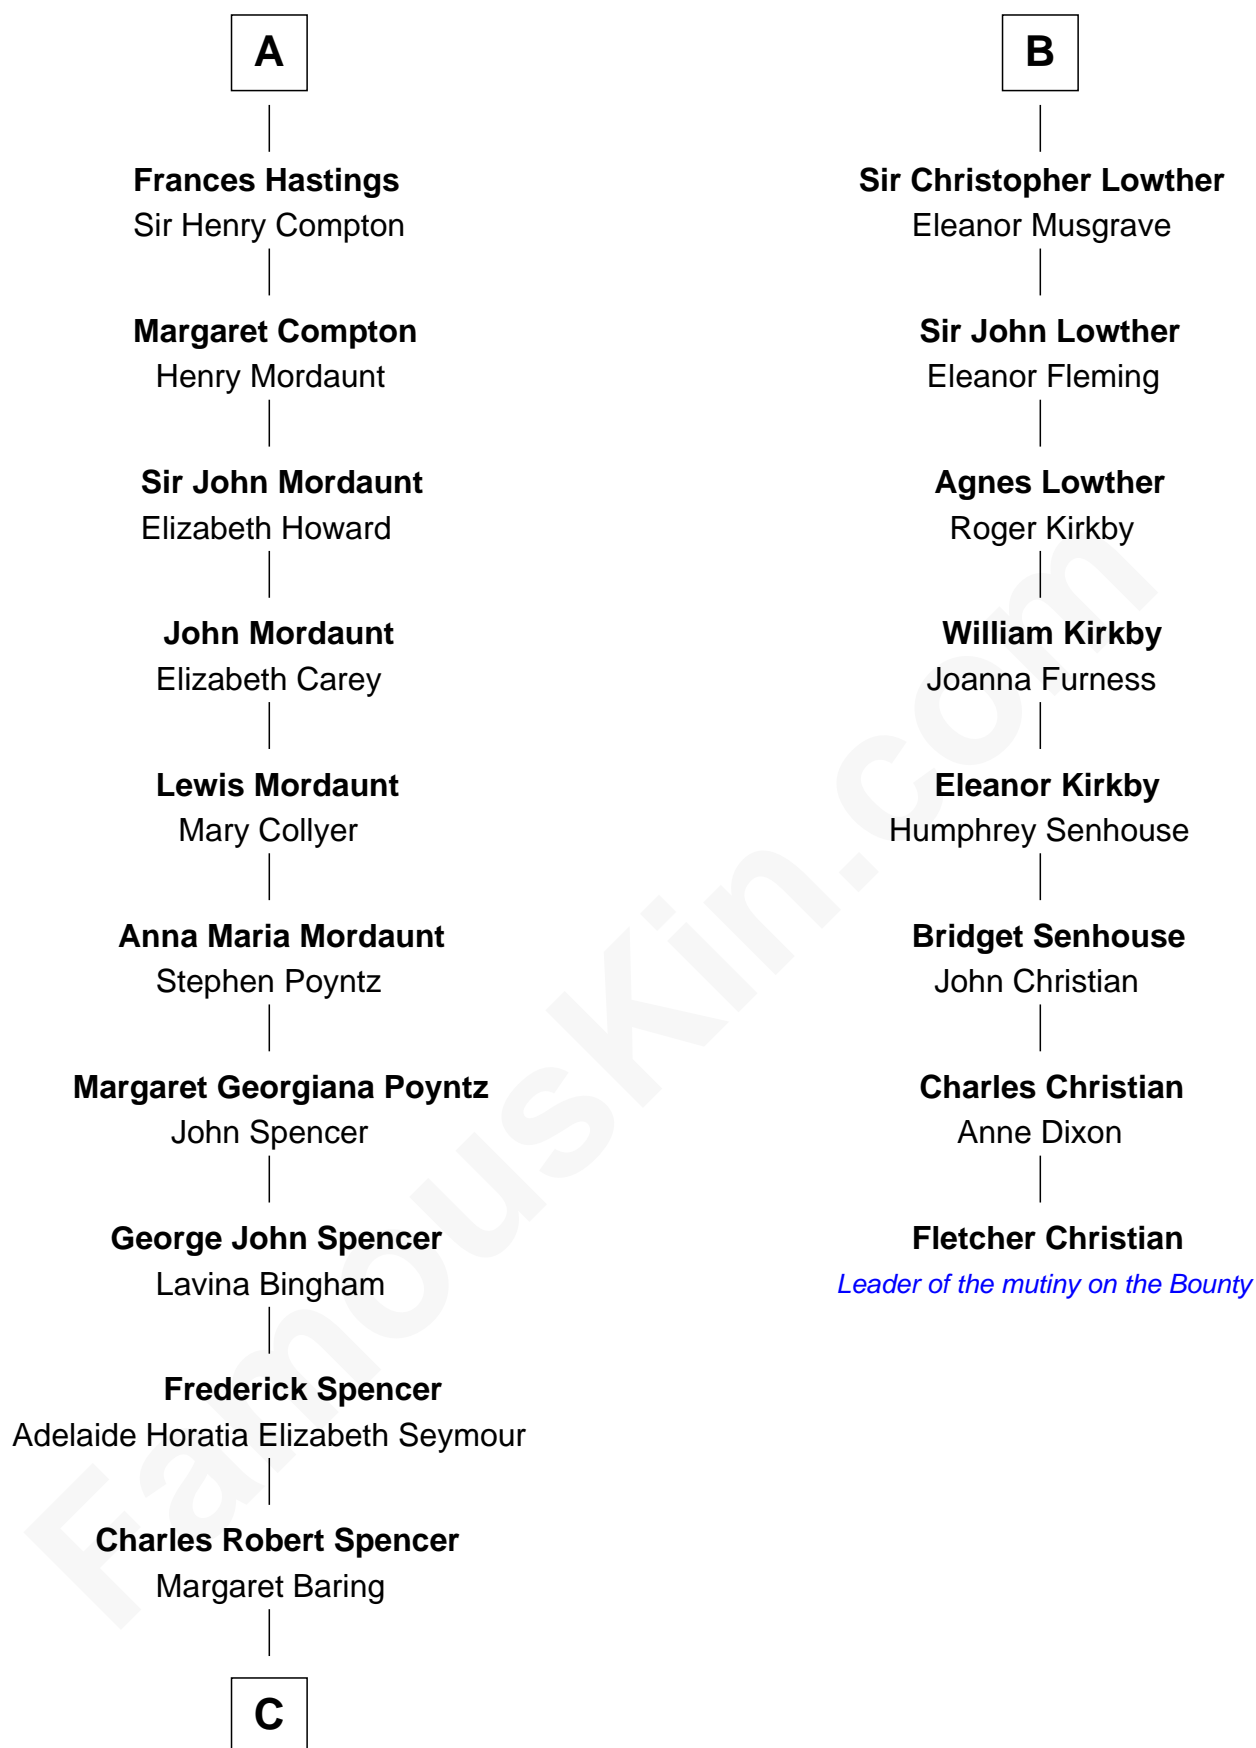 A
Frances Hastings
Sir Henry Compton
Margaret Compton
Henry Mordaunt
Sir John Mordaunt
Elizabeth Howard
John Mordaunt
Elizabeth Carey
Lewis Mordaunt
Mary Collyer
Anna Maria Mordaunt
Stephen Poyntz
Margaret Georgiana Poyntz
John Spencer
George John Spencer
Lavina Bingham
Frederick Spencer
Adelaide Horatia Elizabeth Seymour
Charles Robert Spencer
Margaret Baring
C
B
Sir Christopher Lowther
Eleanor Musgrave
Sir John Lowther
Eleanor Fleming
Agnes Lowther
Roger Kirkby
William Kirkby
Joanna Furness
Eleanor Kirkby
Humphrey Senhouse
Bridget Senhouse
John Christian
Charles Christian
Anne Dixon
Fletcher Christian
Leader of the mutiny on the Bounty
FamousKin.com